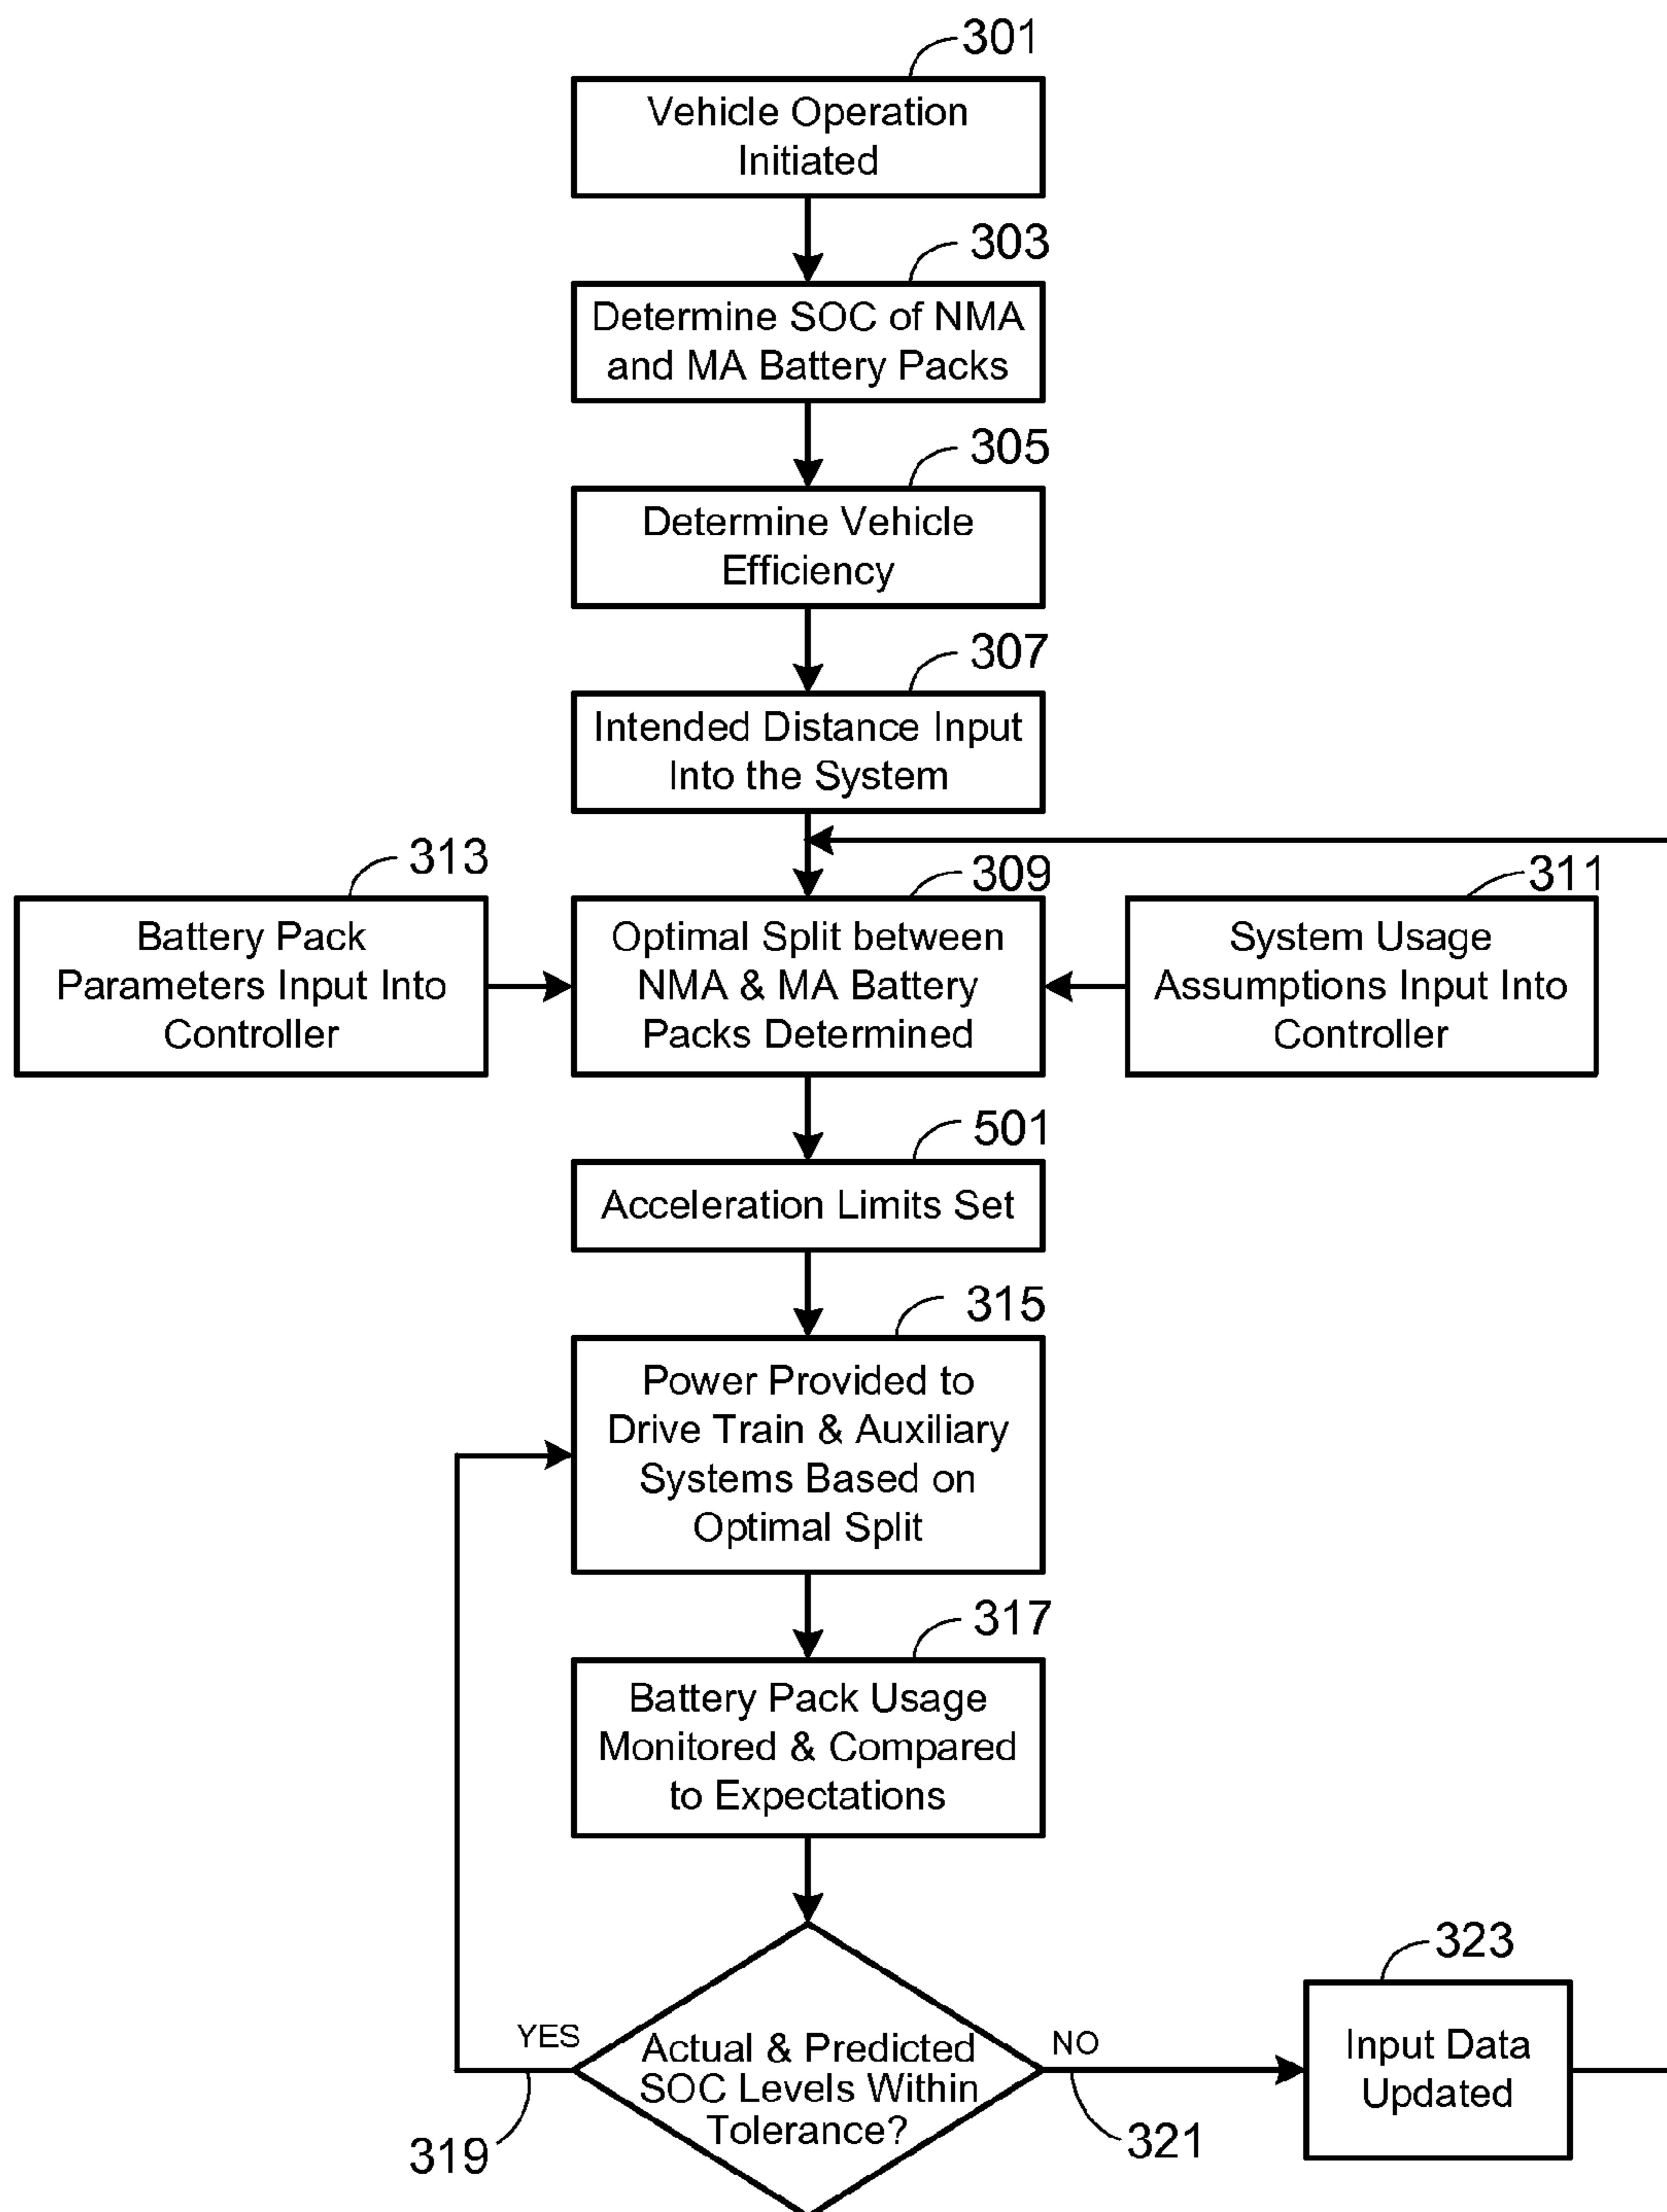 301
Vehicle Operation
Initiated
303
Determine SOC of NMA
and MA Battery Packs
305
Determine Vehicle
Efficiency
307
Intended Distance Input
Into the System
313
Battery Pack
Parameters Input Into
Controller
309
Optimal Split between
NMA & MA Battery
Packs Determined
311
System Usage
Assumptions Input Into
Controller
501
Acceleration Limits Set
315
Power Provided to
Drive Train & Auxiliary
Systems Based on
Optimal Split
317
Battery Pack Usage
Monitored & Compared
to Expectations
Actual & Predicted
SOC Levels Within
Tolerance?
YES
319
NO
321
323
Input Data
Updated